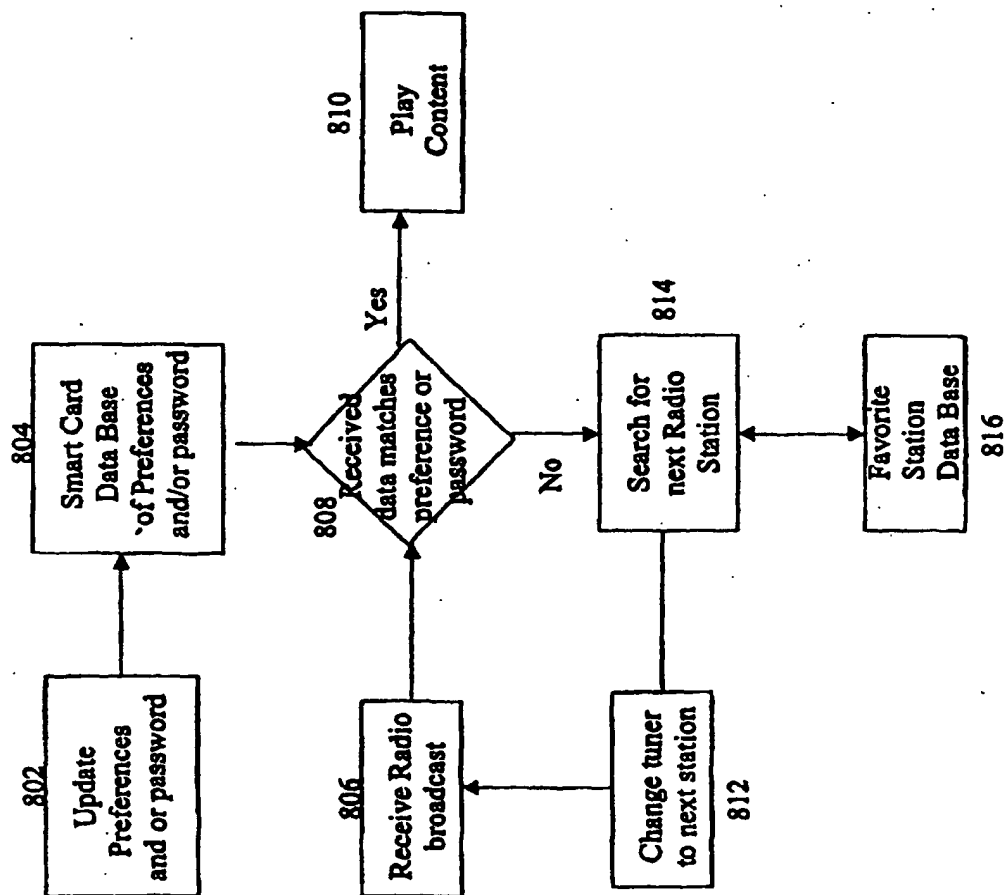 802
Update
Preferences
and or password
804
Smart Card
Data Base
of Preferences
and/or password
806
Receive Radio
broadcast
808
Received
data matches
preference or
password
Yes
810
Play
Content
No
Change tuner
to next station
812
Search for
next Radio
Station
814
Favorite
Station
Data Base
816